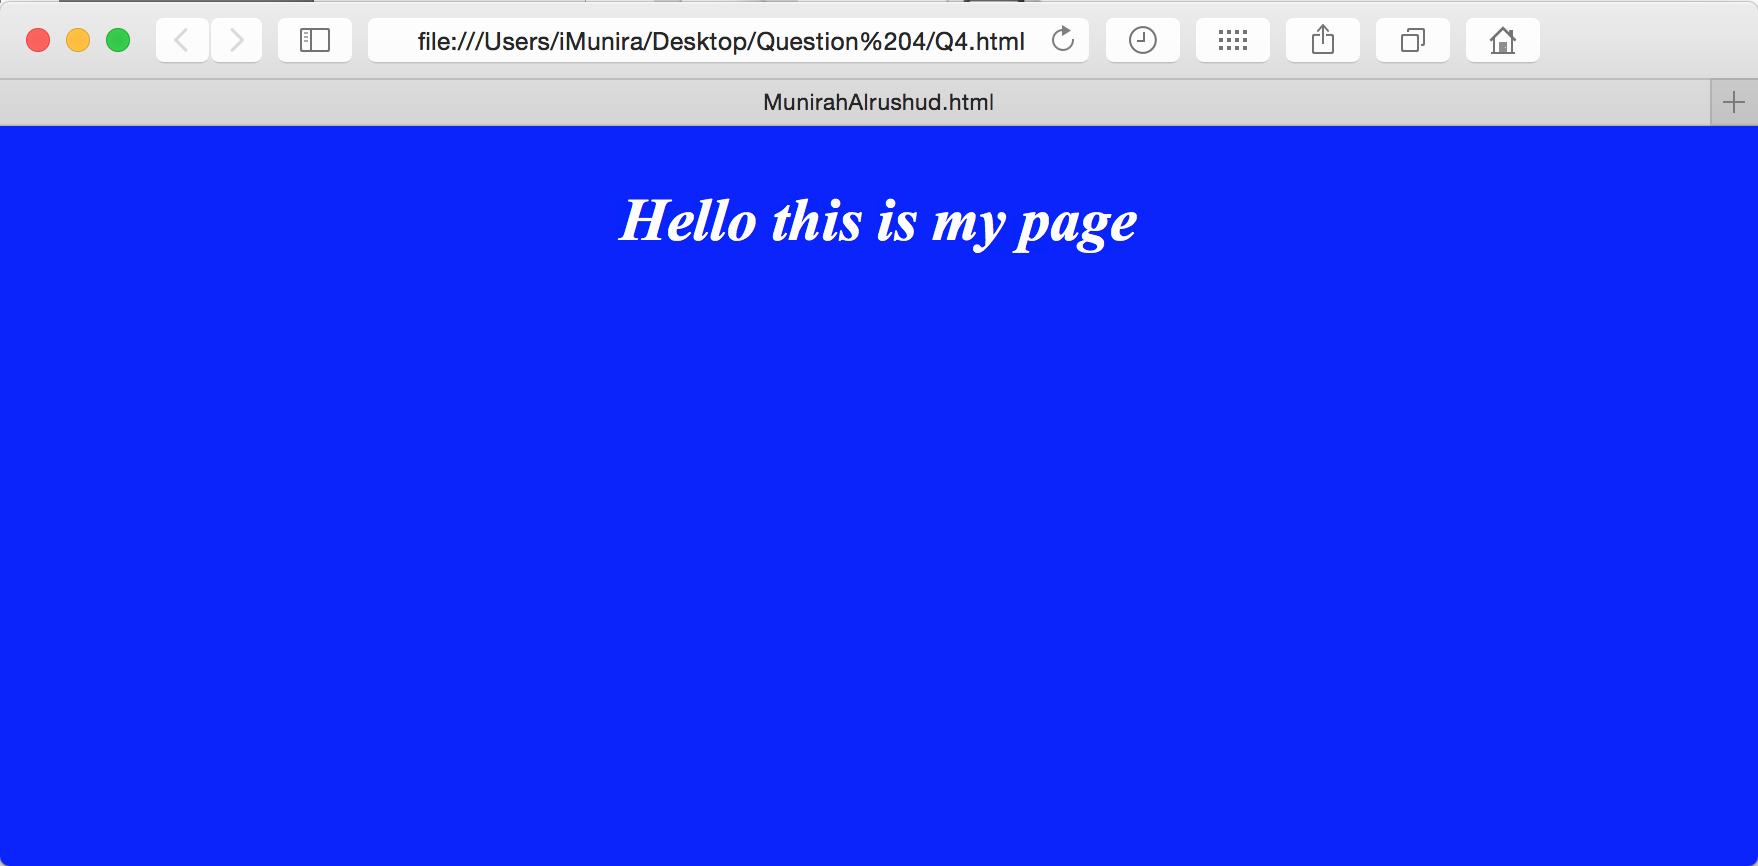 file:///Users/iMunira/Desktop/Question%204/Q4.html
MunirahAlrushud.html
Hello this is my page